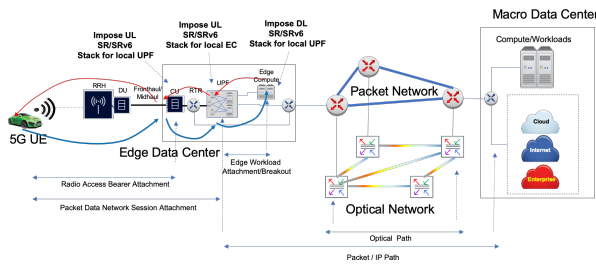 Impose UL
SR/SRv6
Stack for local UPF
Impose UL
SR/SRv6
Stack for local EC
Impose DL
SR/SRv6
Stack for local UPF
Macro Data Center
Compute/Workloads
RRH
DU
Fronthaul/
Midhaul
CU
RTR
UPF
Edge
Compute
5G UE
Edge Data Center
Packet Network
Cloud
Internet
Enterprise
Edge Workload
Attachment/Breakout
Radio Access Bearer Attachment
Packet Data Network Session Attachment
Optical Network
Optical Path
Packet / IP Path